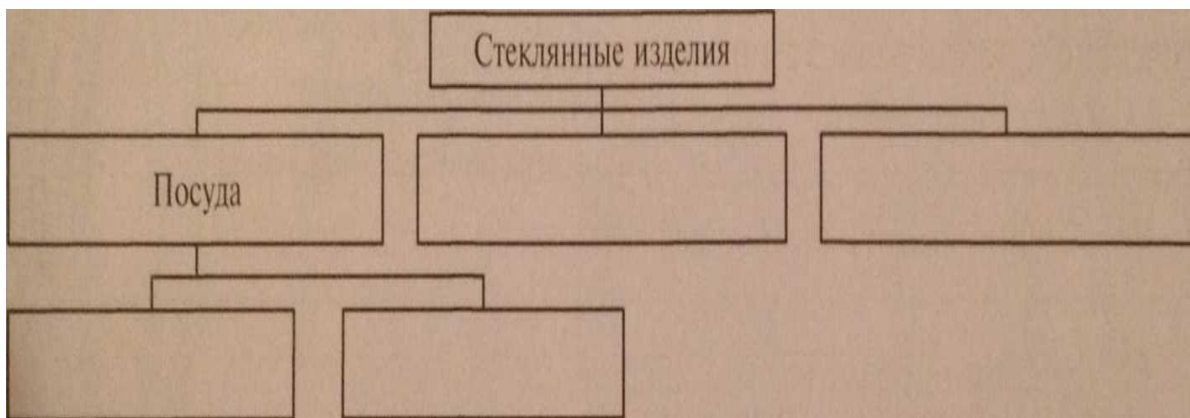 Стеклянные изделия
Посуда